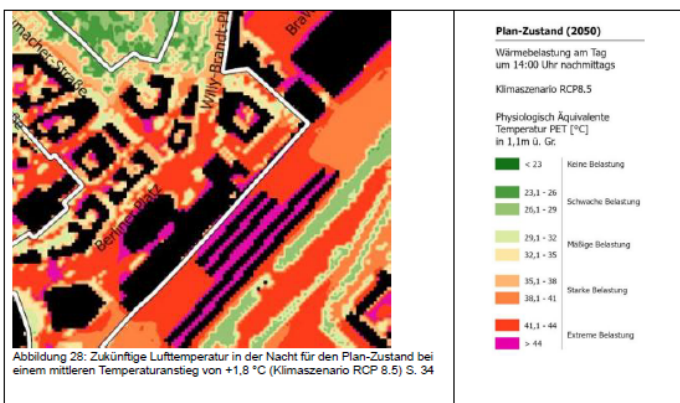 umacher-Straße
Willy-Brandt-Pl
Brav
Berliner Platz
Abbildung 28: Zukünftige Lufttemperatur in der Nacht für den Plan-Zustand bei
einem mittleren Temperaturanstieg von +1,8 °C (Klimaszenario RCP 8.5) S. 34
Plan-Zustand (2050)
Wärmebelastung am Tag
um 14:00 Uhr nachmittags
Klimaszenario RCP8.5
Physiologisch Äquivalente
Temperatur PET [°C]
in 1,1m ü. Gr.
< 23 Keine Belastung
23,1 - 26
Schwache Belastung
26,1 - 29
29,1 - 32
Mäßige Belastung
32,1 - 35
35,1 - 38
Starke Belastung
38,1 - 41
41,1 - 44
Extreme Belastung
> 44